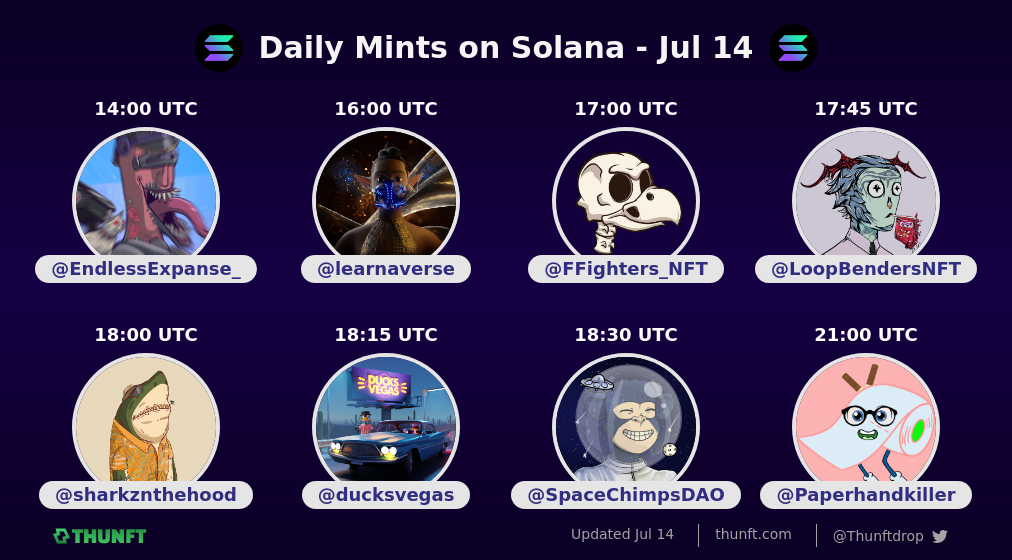 Daily Mints on Solana - Jul 14
14:00 UTC
16:00 UTC
17:00 UTC
17:45 UTC
@EndlessExpanse_
@learnaverse
@FFighters_NFT
@LoopBendersNFT
18:00 UTC
18:15 UTC
18:30 UTC
21:00 UTC
DUCKS
VEGAS
@sharkznthehood
@ducksvegas
@SpaceChimpsDAO
@Paperhandkiller
THUNFT
Updated Jul 14
thunft.com
@Thunftdrop